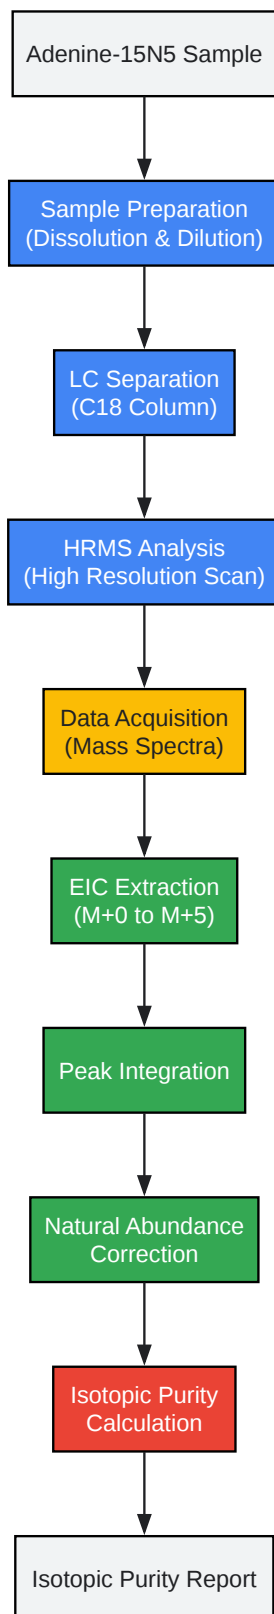 Adenine-15N5 Sample
Sample Preparation
(Dissolution & Dilution)
LC Separation
(C18 Column)
HRMS Analysis
(High Resolution Scan)
Data Acquisition
(Mass Spectra)
EIC Extraction
(M+0 to M+5)
Peak Integration
Natural Abundance
Correction
Isotopic Purity
Calculation
Isotopic Purity Report